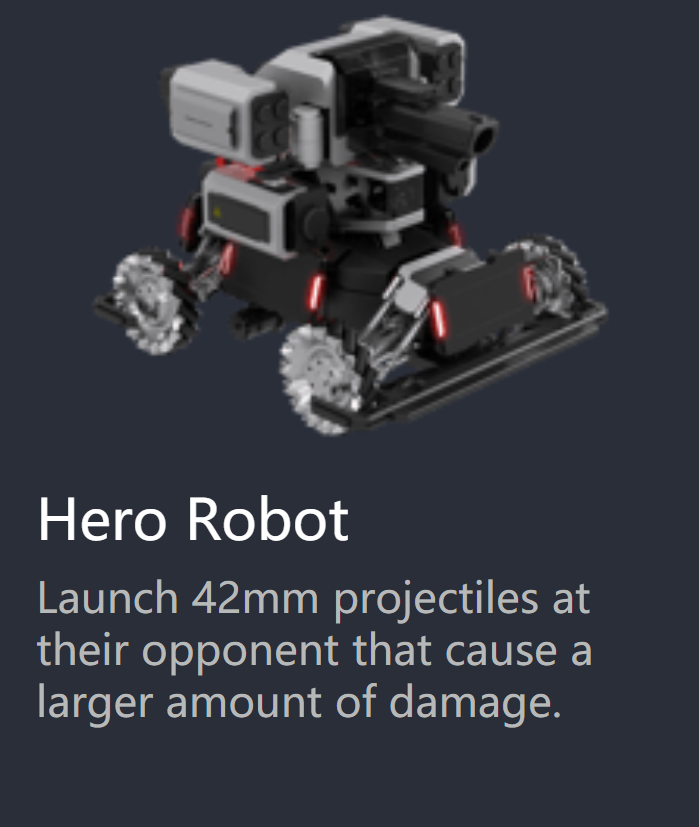 Hero Robot
Launch 42mm projectiles at
their opponent that cause a
larger amount of damage.